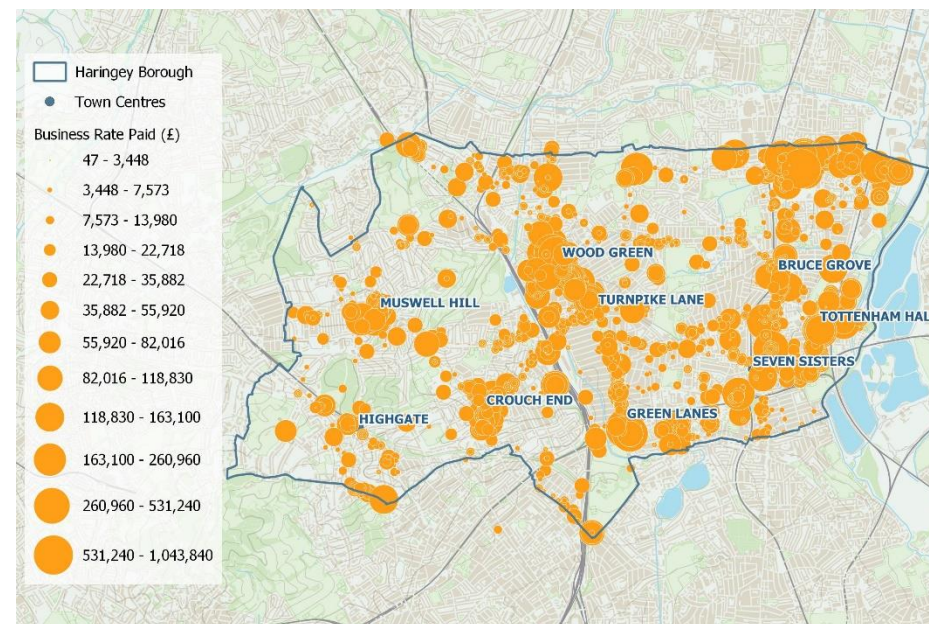 Haringey Borough
Town Centres
Business Rate Paid (£)
47 - 3,448
3,448 - 7,573
7,573 - 13,980
13,980 - 22,718
22,718 - 35,882
35,882 - 55,920
55,920 - 82,016
82,016 - 118,830
118,830 - 163,100
163,100 - 260,960
260,960 - 531,240
531,240 - 1,043,840
WOOD GREEN
BRUCE GROVE
MUSWELL HILL
TURNPIKE LANE
TOTTENHAM HAL
SEVEN SISTERS
CROUCH END
HIGHGATE
GREEN LANES